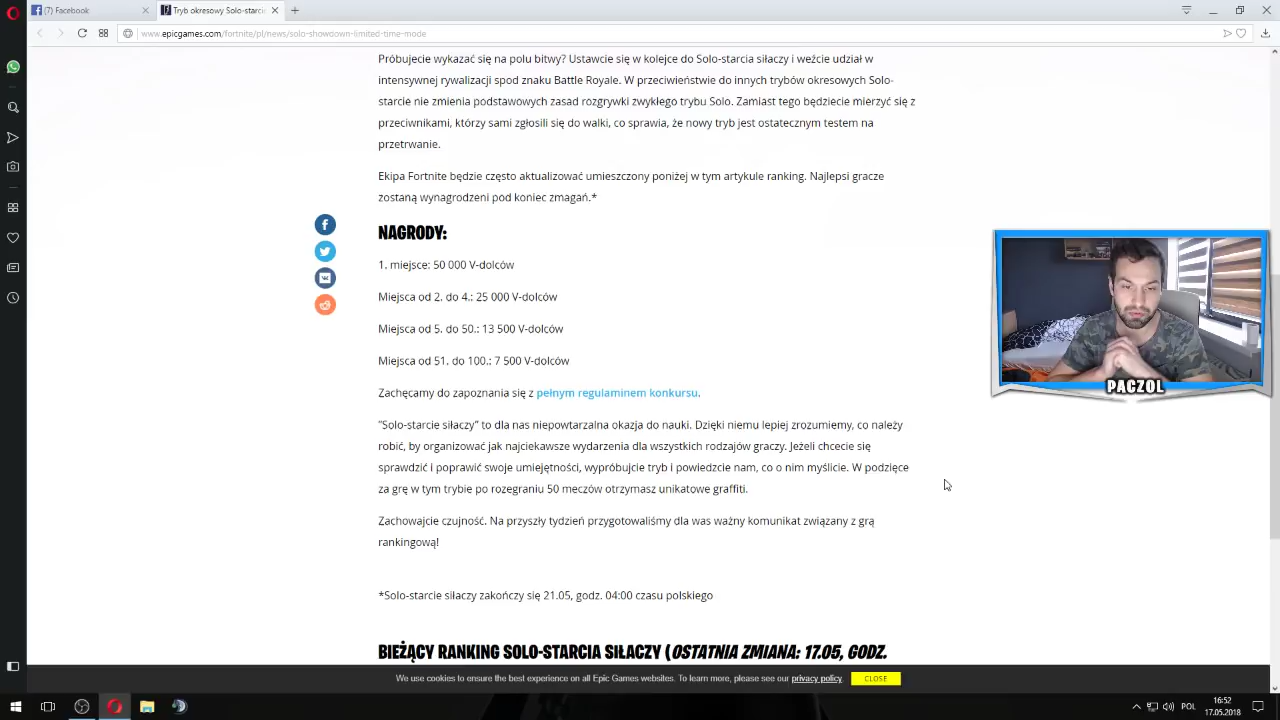 (7) Facebook
Tryb okresowy Solo-starcie
www.epicgames.com/fortnite/pl/news/solo-showdown-limited-time-mode
Próbujecie wykazać się na polu bitwy? Ustawcie się w kolejce do Solo-starcia siłaczy i weźcie udział w
intensywnej rywalizacji spod znaku Battle Royale. W przeciwieństwie do innych trybów okresowych Solo-
starcie nie zmienia podstawowych zasad rozgrywki zwykłego trybu Solo. Zamiast tego będziecie mierzyć się z
przeciwnikami, którzy sami zgłosili się do walki, co sprawia, że nowy tryb jest ostatecznym testem na
przetrwanie.
Ekipa Fortnite będzie często aktualizować umieszczony poniżej w tym artykule ranking. Najlepsi gracze
zostaną wynagrodzeni pod koniec zmagań.*
NAGRODY:
1. miejsce: 50 000 V-dolców
Miejsca od 2. do 4.: 25 000 V-dolców
Miejsca od 5. do 50.: 13 500 V-dolców
Miejsca od 51. do 100.: 7 500 V-dolców
PACZOL
Zachęcamy do zapoznania się z pełnym regulaminem konkursu.
"Solo-starcie siłaczy" to dla nas niepowtarzalna okazja do nauki. Dzięki niemu lepiej zrozumiemy, co należy
robić, by organizować jak najciekawsze wydarzenia dla wszystkich rodzajów graczy. Jeżeli chcecie się
sprawdzić i poprawić swoje umiejętności, wypróbujcie tryb i powiedzcie nam, co o nim myślicie. W podzięce
za grę w tym trybie po rozegraniu 50 meczów otrzymasz unikatowe graffiti.
Zachowajcie czujność. Na przyszły tydzień przygotowaliśmy dla was ważny komunikat związany z grą
rankingową!
*Solo-starcie siłaczy zakończy się 21.05, godz. 04:00 czasu polskiego
BIEŻĄCY RANKING SOLO-STARCIA SIŁACZY (OSTATNIA ZMIANA: 17.05, GODZ.
We use cookies to ensure the best experience on all Epic Games websites. To learn more, please see our privacy policy.
CLOSE
POL
16:52
17.05.2018